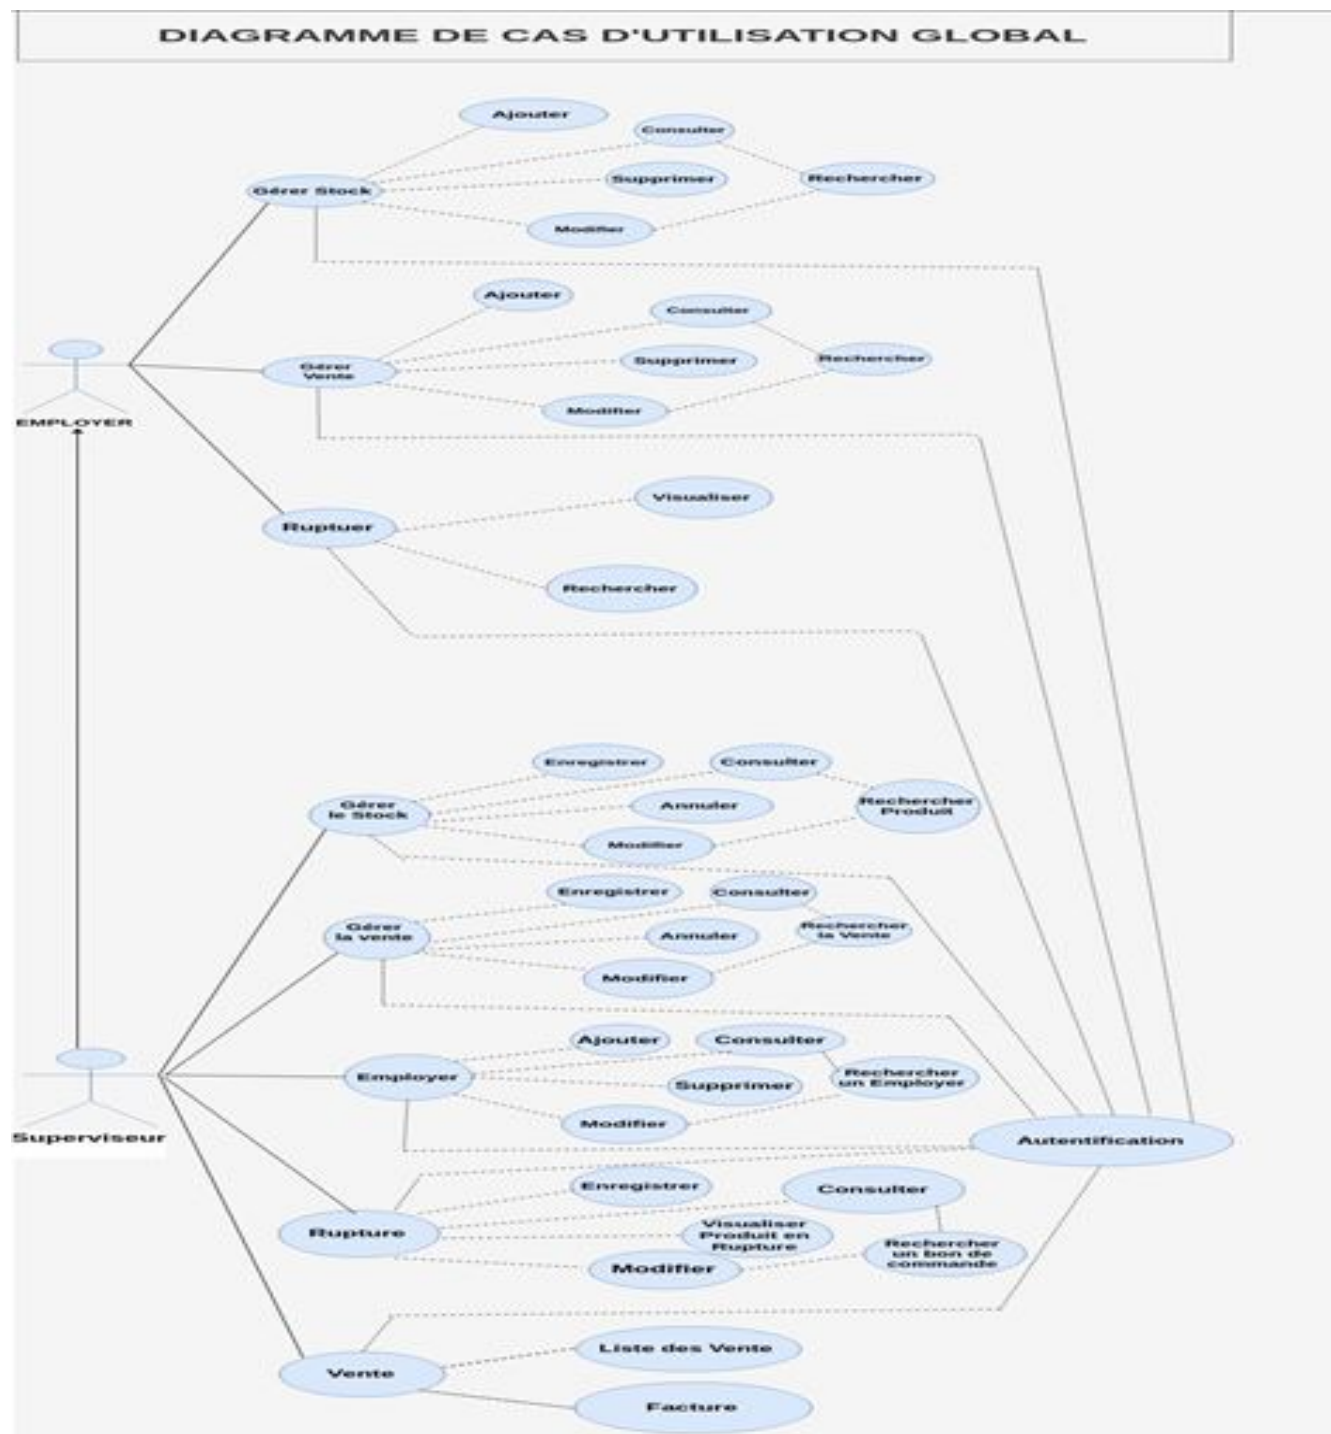 DIAGRAMME DE CAS D'UTILISATION GLOBAL
Ajouter
Consulter
Gérer Stock
Supprimer
Rechercher
Modifier
Ajouter
Consulter
Gérer
Vente
Supprimer
Rechercher
Modifier
EMPLOYER
Visualiser
Ruptuer
Rechercher
Enregistrer
Consulter
Gérer
le Stock
Annuler
Rechercher
Produit
Modifier
Enregistrer
Consulter
Gérer
la vente
Annuler
Rechercher
la Vente
Modifier
Ajouter
Consulter
Employer
Supprimer
Rechercher
un Employer
Modifier
Superviseur
Autentification
Enregistrer
Consulter
Rupture
Visualiser
Produit en
Rupture
Rechercher
un bon de
commande
Modifier
Liste des Vente
Vente
Facture